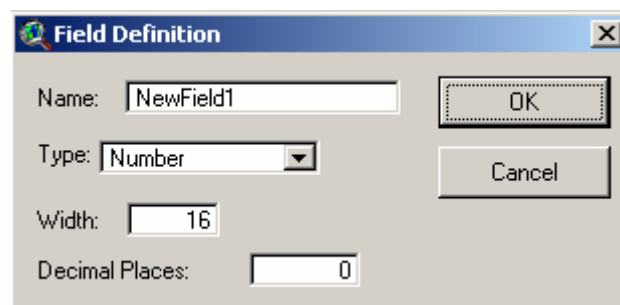 Field Definition
Name: NewField1
OK
Type: Number
Cancel
Width: 16
Decimal Places: 0